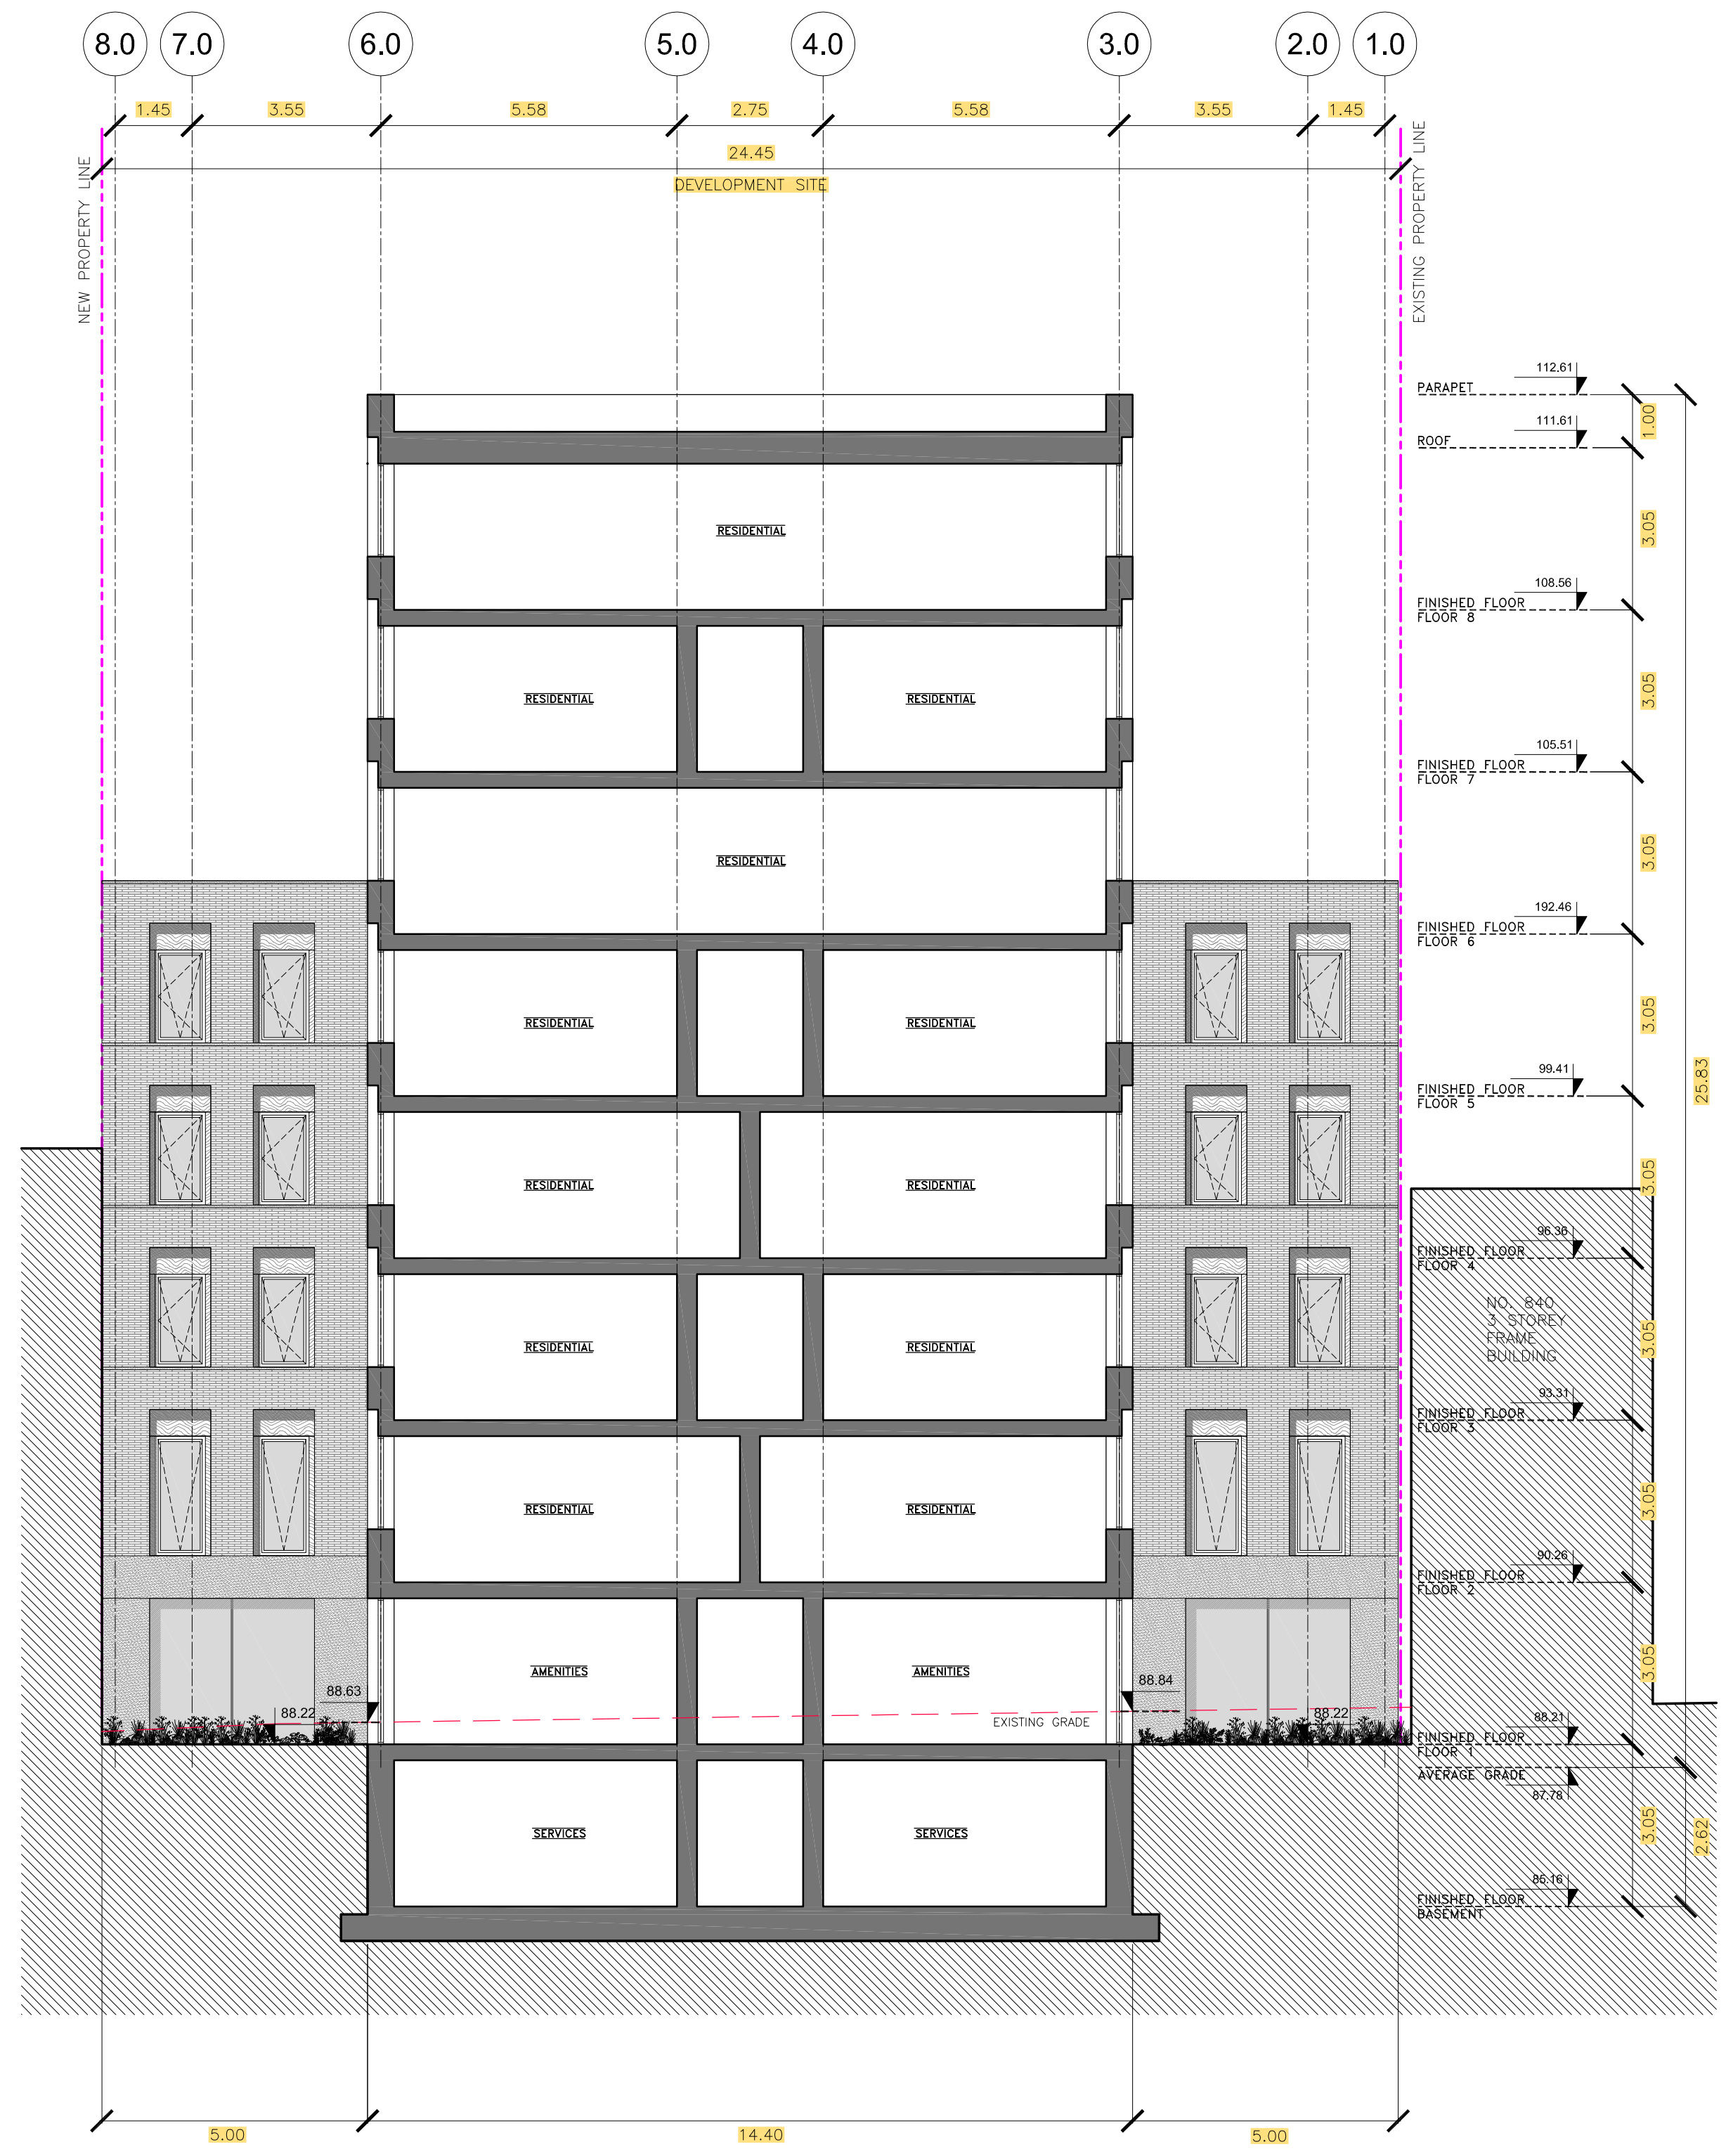 8.0 7.0 6.0 5.0 4.0 3.0 2.0 1.0
1.45 3.55 5.58 2.75 5.58 3.55 1.45
24.45
DEVELOPMENT SITE
NEW PROPERTY LINE
EXISTING PROPERTY LINE
112.61
PARAPET
1.00
111.61
ROOF
RESIDENTIAL
3.05
108.56
FINISHED FLOOR
FLOOR 8
RESIDENTIAL RESIDENTIAL
3.05
105.51
FINISHED FLOOR
FLOOR 7
RESIDENTIAL
3.05
192.46
FINISHED FLOOR
FLOOR 6
RESIDENTIAL RESIDENTIAL
3.05
99.41
FINISHED FLOOR
FLOOR 5
25.83
RESIDENTIAL RESIDENTIAL
3.05
96.36
FINISHED FLOOR
FLOOR 4
NO. 840
3 STOREY
FRAME
BUILDING
RESIDENTIAL RESIDENTIAL
3.05
93.31
FINISHED FLOOR
FLOOR 3
RESIDENTIAL RESIDENTIAL
3.05
90.26
FINISHED FLOOR
FLOOR 2
AMENITIES AMENITIES
3.05
88.63
88.84
88.22
88.22
EXISTING GRADE
88.21
FINISHED FLOOR
FLOOR 1
AVERAGE GRADE
87.78
SERVICES SERVICES
3.05
2.62
85.16
FINISHED FLOOR
BASEMENT
5.00 14.40 5.00